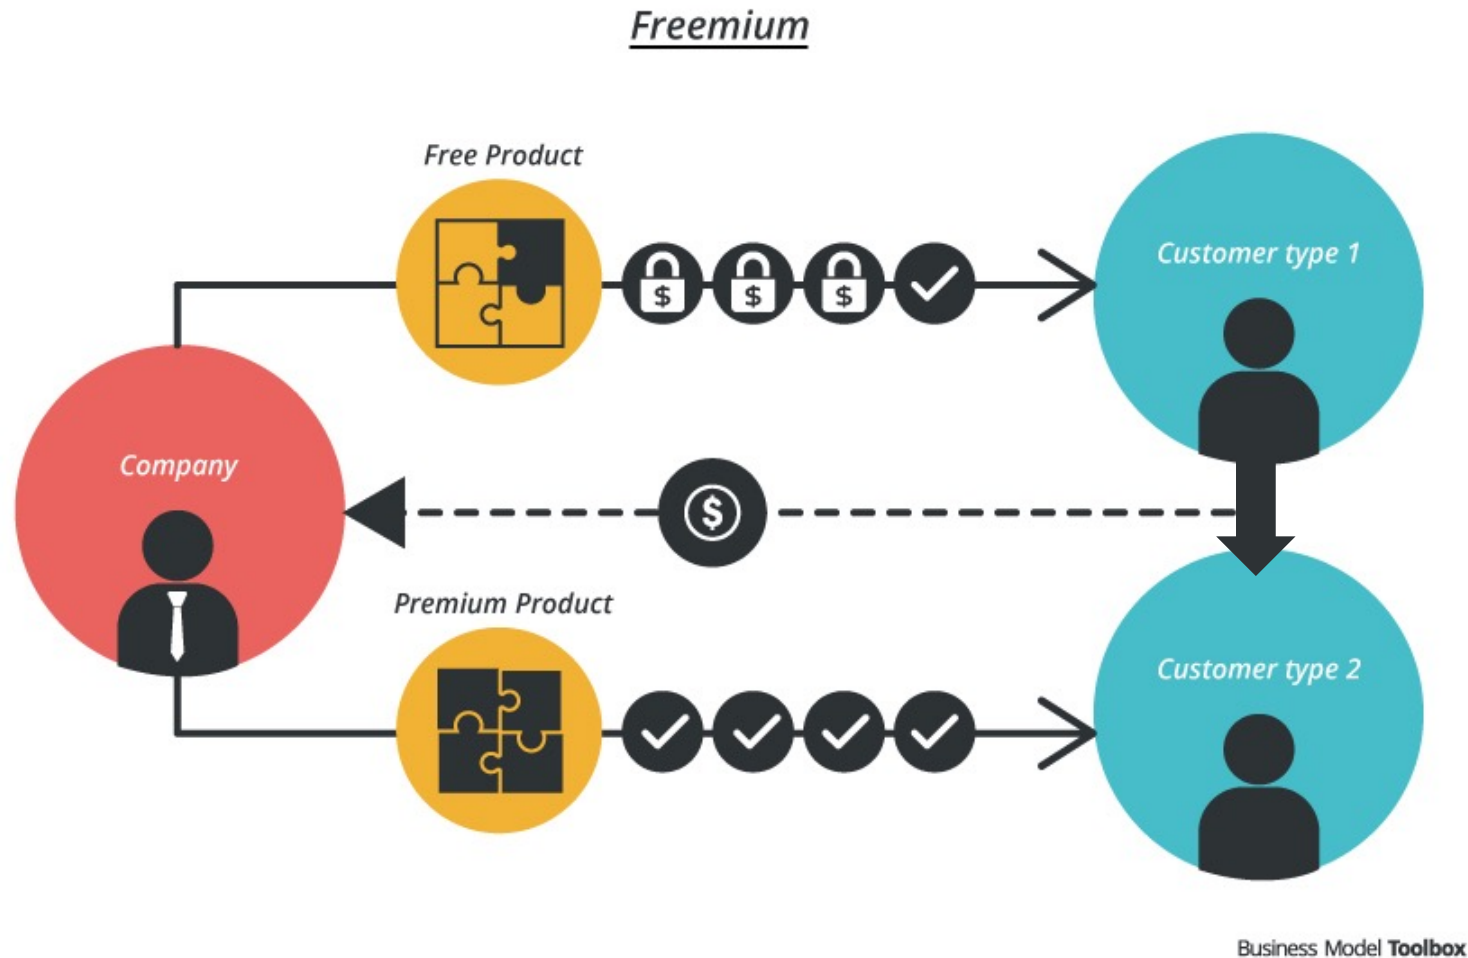 Freemium
Free Product
Customer type 1
$ $ $
Company
$
Premium Product
Customer type 2
Business Model Toolbox